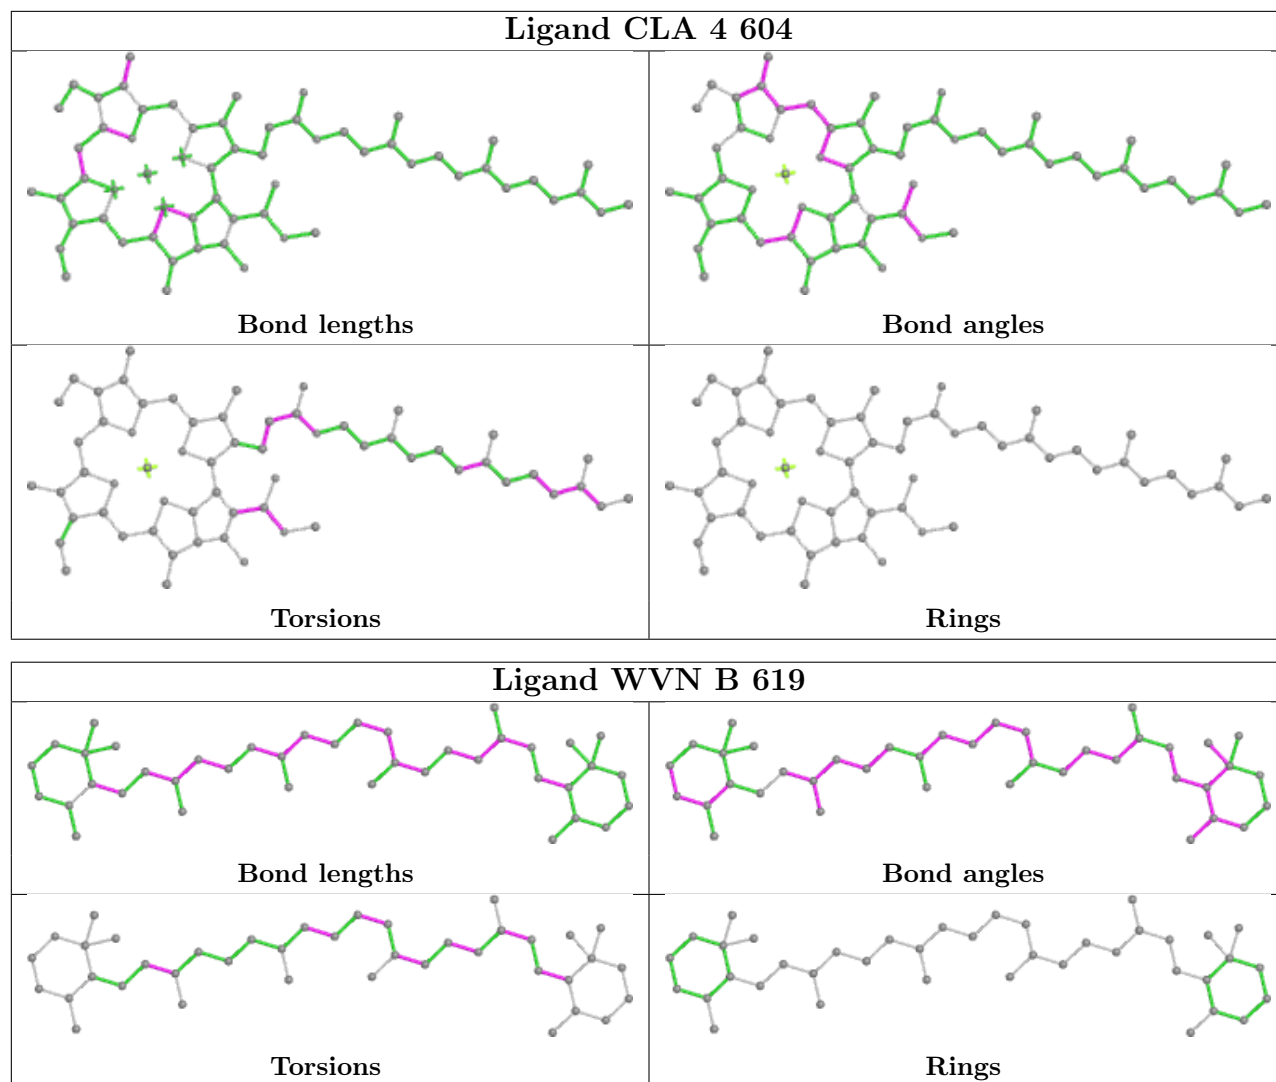 Ligand CLA 4 604
Bond lengths
Bond angles
Torsions
Rings
Ligand WVN B 619
Bond lengths
Bond angles
Torsions
Rings